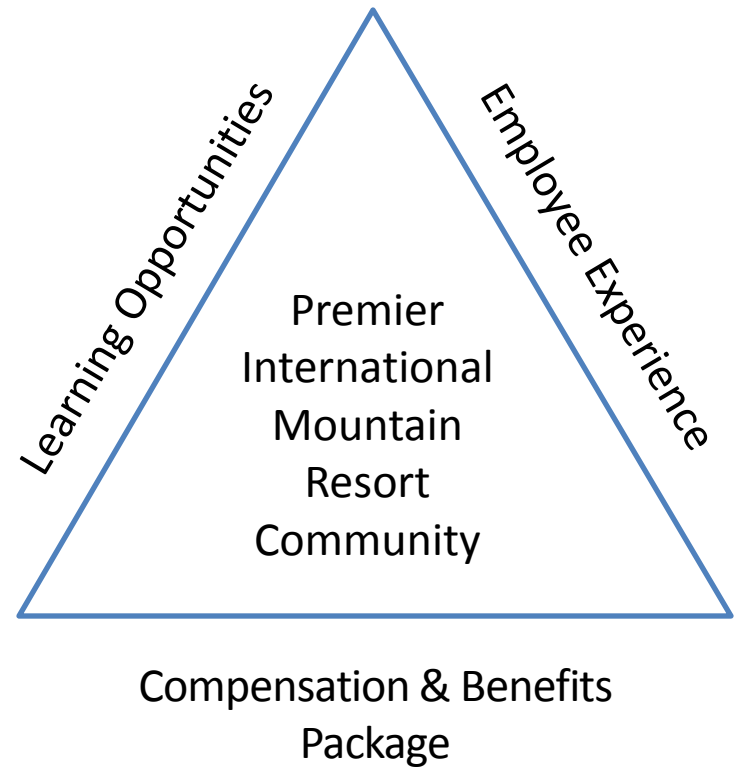 Learning Opportunities
Employee Experience
Premier
International
Mountain
Resort
Community
Compensation & Benefits
Package